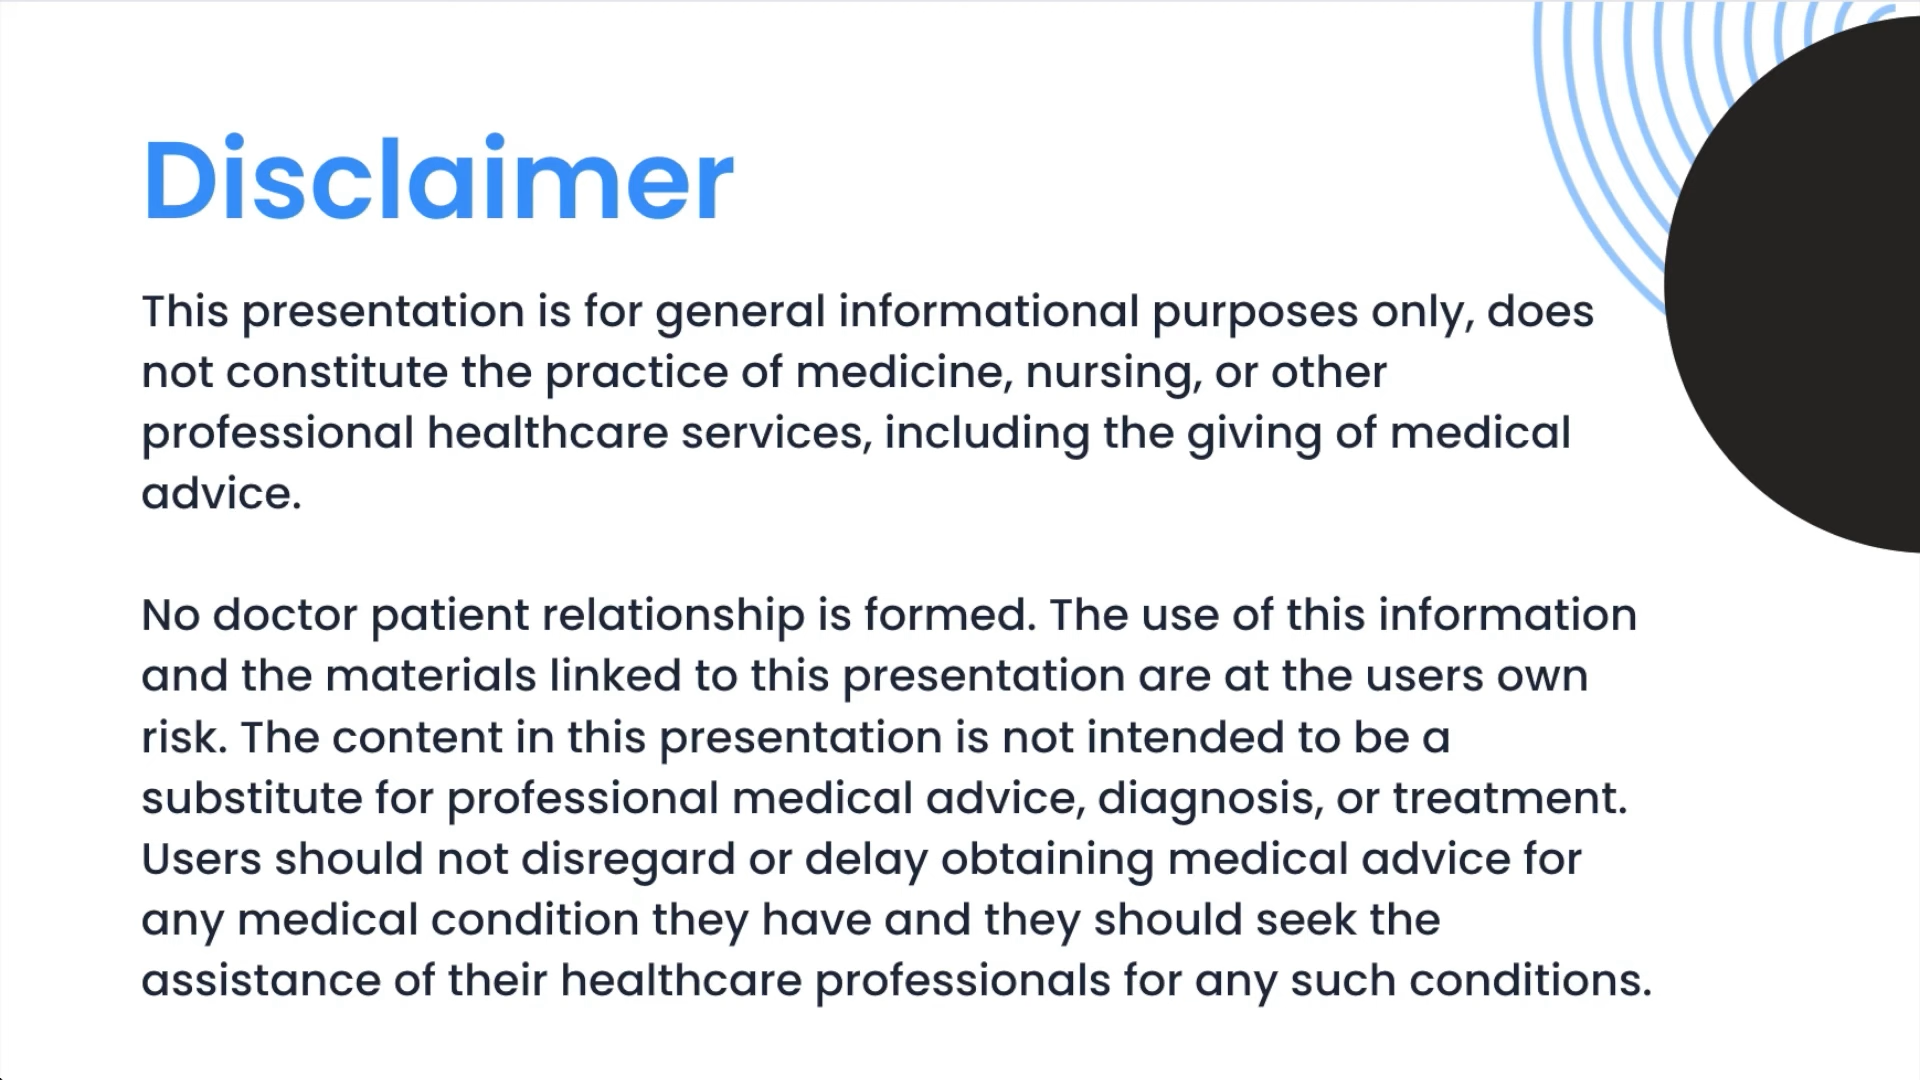 Disclaimer
This presentation is for general informational purposes only, does
not constitute the practice of medicine, nursing, or other
professional healthcare services, including the giving of medical
advice.
No doctor patient relationship is formed. The use of this information
and the materials linked to this presentation are at the users own
risk. The content in this presentation is not intended to be a
substitute for professional medical advice, diagnosis, or treatment.
Users should not disregard or delay obtaining medical advice for
any medical condition they have and they should seek the
assistance of their healthcare professionals for any such conditions.